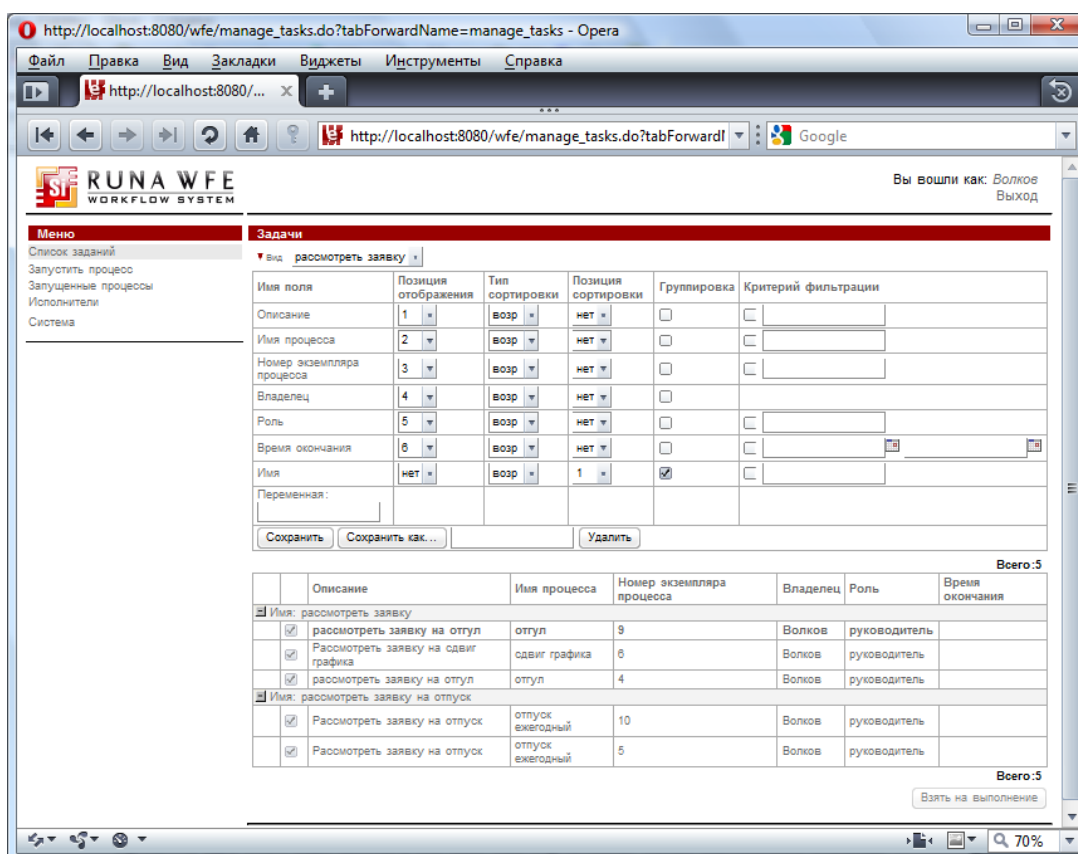 http://localhost:8080/wfe/manage_tasks.do?tabForwardName=manage_tasks - Opera
Файл Правка Вид Закладки Виджеты Инструменты Справка
http://localhost:8080/...
http://localhost:8080/wfe/manage_tasks.do?tabForwardI Google
RUNA WFE
WORKFLOW SYSTEM
Вы вошли как: Волков
Выход
Меню
Список заданий
Запустить процесс
Запущенные процессы
Исполнители
Система
Задачи
Вид рассмотреть заявку
Имя поля Позиция отображения Тип сортировки Позиция сортировки Группировка Критерий фильтрации
Описание 1 возр нет
Имя процесса 2 возр нет
Номер экземпляра процесса 3 возр нет
Владелец 4 возр нет
Роль 5 возр нет
Время окончания 6 возр нет
Имя нет возр 1
Переменная:
Сохранить Сохранить как... Удалить
Всего:5
Описание Имя процесса Номер экземпляра процесса Владелец Роль Время окончания
Имя: рассмотреть заявку
рассмотреть заявку на отгул отгул 9 Волков руководитель
Рассмотреть заявку на сдвиг графика сдвиг графика 6 Волков руководитель
рассмотреть заявку на отгул отгул 4 Волков руководитель
Имя: рассмотреть заявку на отпуск
Рассмотреть заявку на отпуск отпуск ежегодный 10 Волков руководитель
Рассмотреть заявку на отпуск отпуск ежегодный 5 Волков руководитель
Всего:5
Взять на выполнение
70%